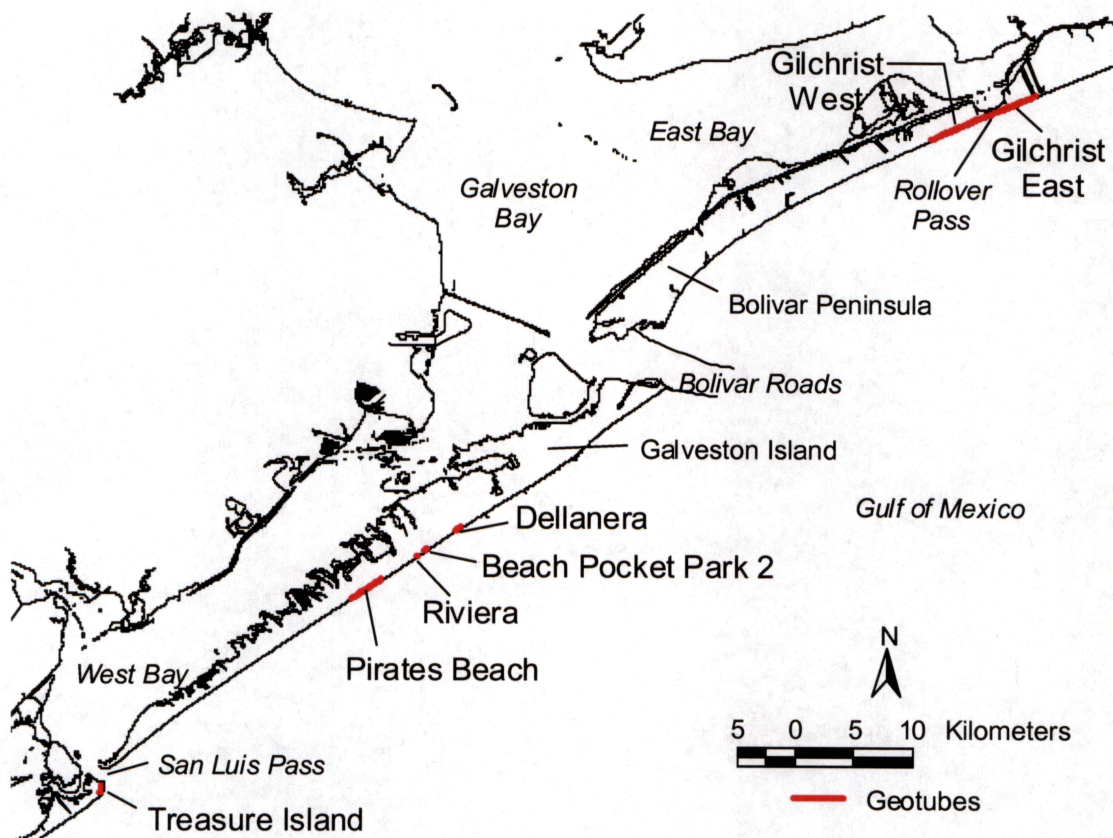 Gilchrist
West
East Bay
Gilchrist
East
Galveston
Bay
Rollover
Pass
Bolivar Peninsula
Bolivar Roads
Galveston Island
Gulf of Mexico
Dellanera
Beach Pocket Park 2
Riviera
Pirates Beach
West Bay
San Luis Pass
Treasure Island
N
5 0 5 10 Kilometers
Geotubes